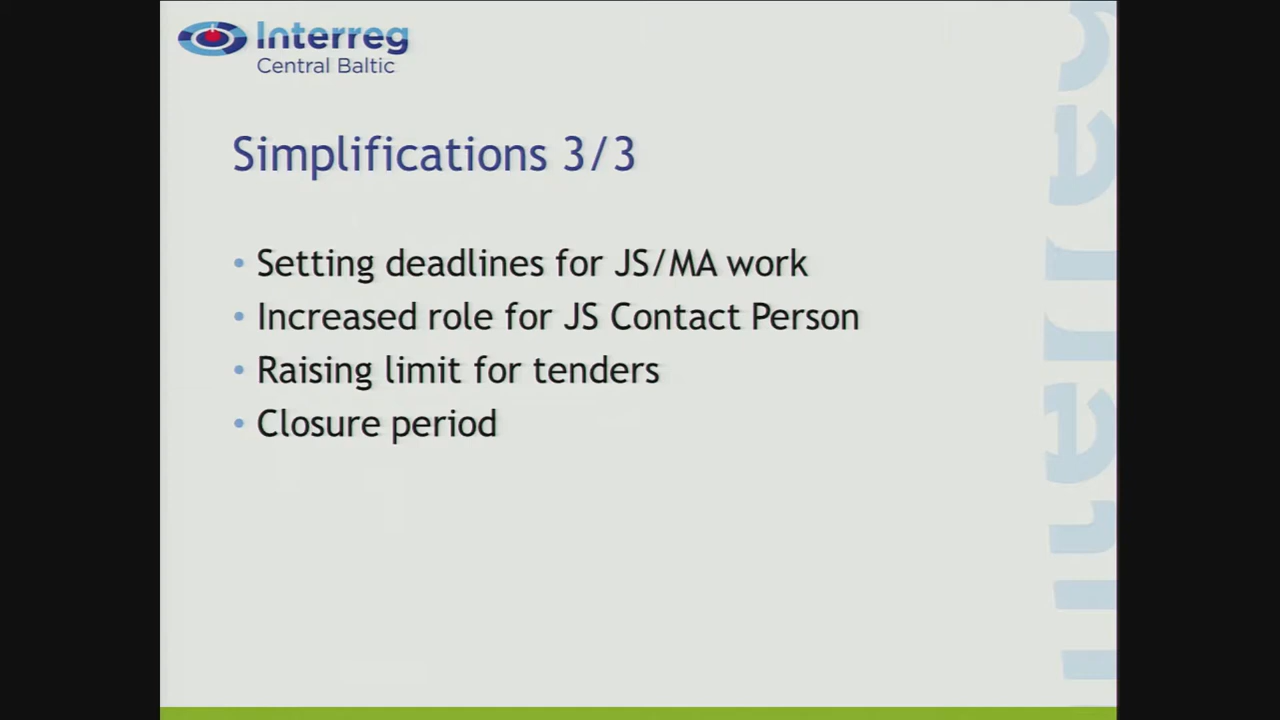 Interreg
Central Baltic
Simplifications 3/3
• Setting deadlines for JS/MA work
• Increased role for JS Contact Person
• Raising limit for tenders
• Closure period
Interreg